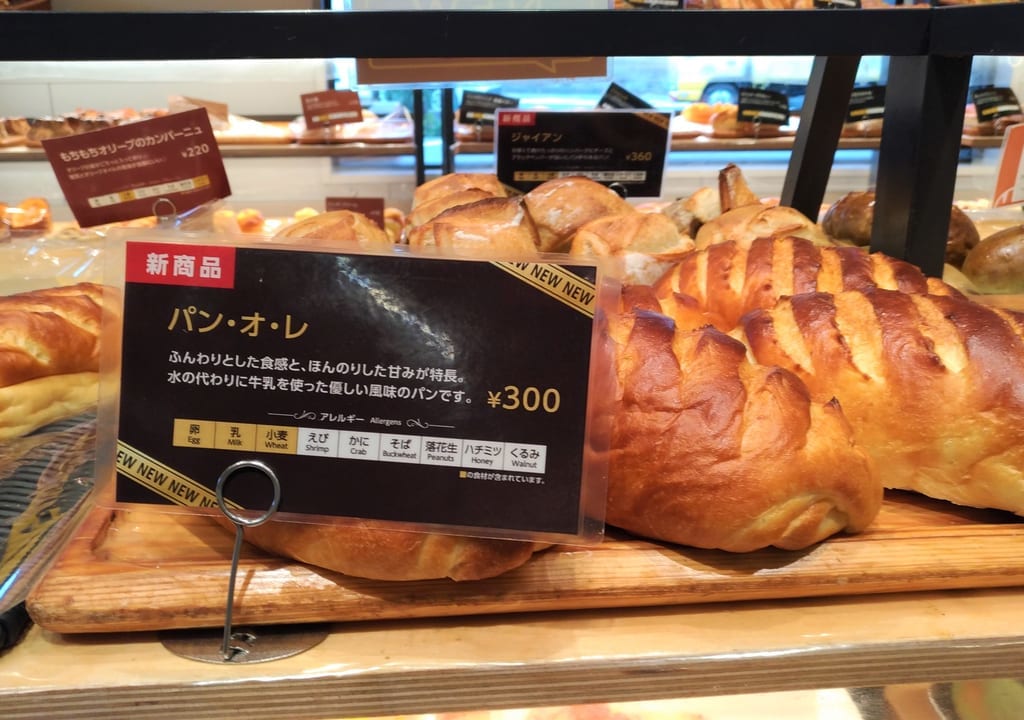 もちもちオリーブのカンパーニュ
¥220
新商品
ジャイアン
¥360
新商品
NEW NEW NEW
パン・オ・レ
ふんわりとした食感と、ほんのりした甘みが特長。
水の代わりに牛乳を使った優しい風味のパンです。
¥300
アレルギー Allergens
卵 乳 小麦 えび かに そば 落花生 ハチミツ くるみ
Egg Milk Wheat Shrimp Crab Buckwheat Peanuts Honey Walnut
の食材が含まれています。
EW NEW NEW NEW